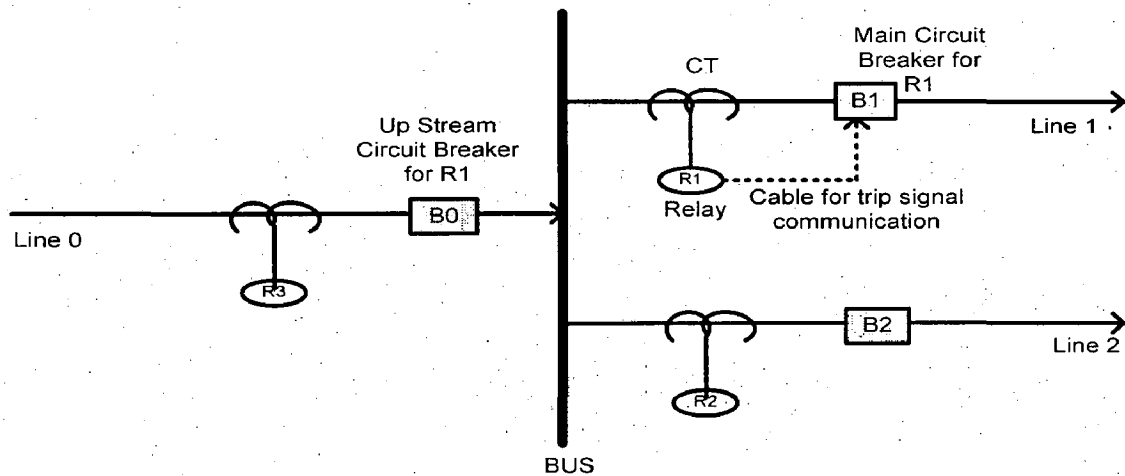 Main Circuit
Breaker for
R1
CT
B1
Line 1
Up Stream
Circuit Breaker
for R1
R1
Relay
Cable for trip signal
communication
B0
Line 0
R3
B2
Line 2
R2
BUS